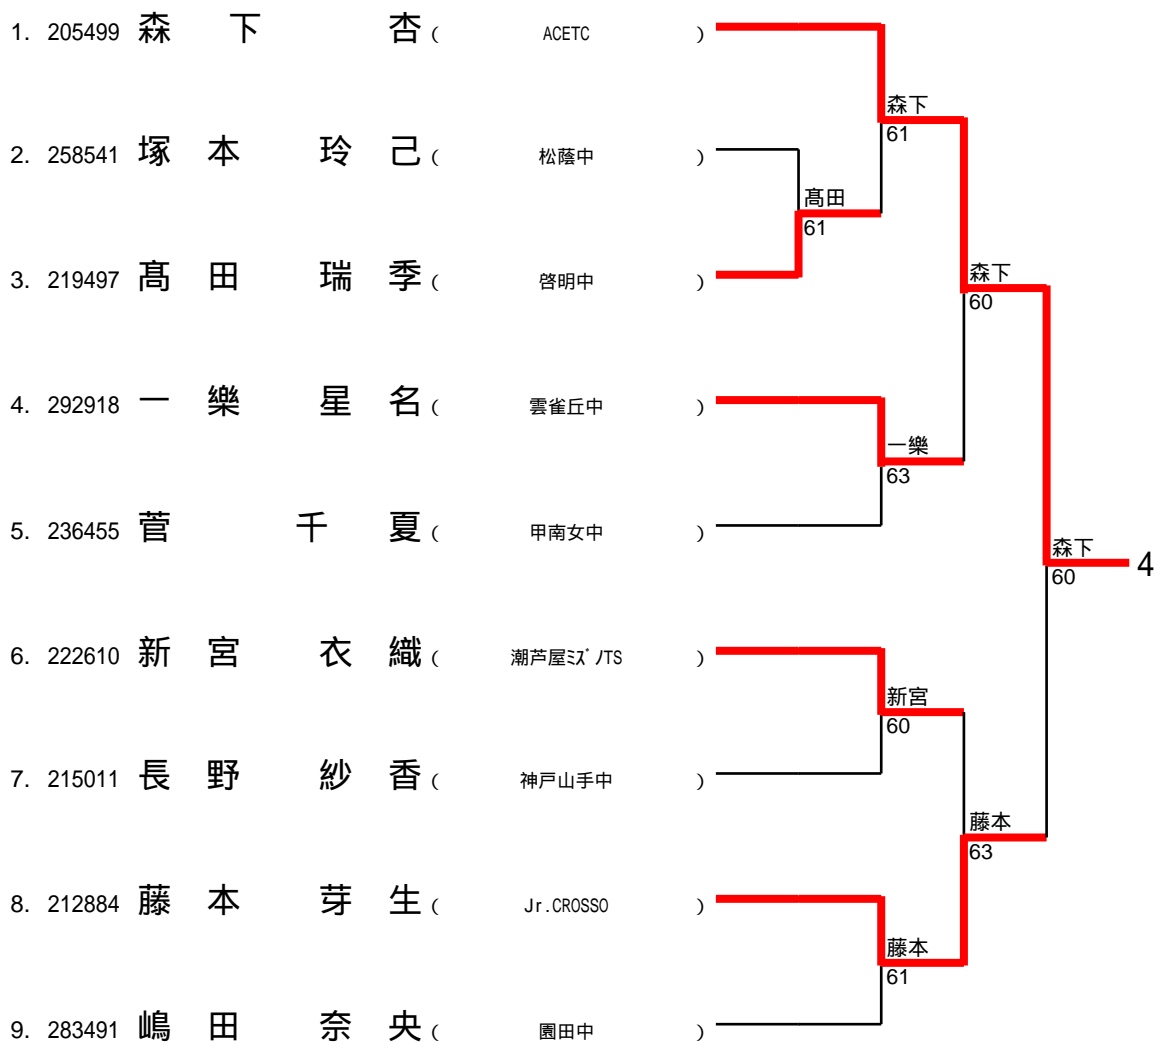 1. 205499 森 下 杏 ( ACETC )
森下
61
2. 258541 塚 本 玲 己 ( 松蔭中 )
髙田
61
3. 219497 髙 田 瑞 季 ( 啓明中 )
森下
60
4. 292918 一 樂 星 名 ( 雲雀丘中 )
一樂
63
5. 236455 菅 千 夏 ( 甲南女中 )
森下
60
4
6. 222610 新 宮 衣 織 ( 潮芦屋ﾐｽﾞﾉTS )
新宮
60
7. 215011 長 野 紗 香 ( 神戸山手中 )
藤本
63
8. 212884 藤 本 芽 生 ( Jr.CROSSO )
藤本
61
9. 283491 嶋 田 奈 央 ( 園田中 )